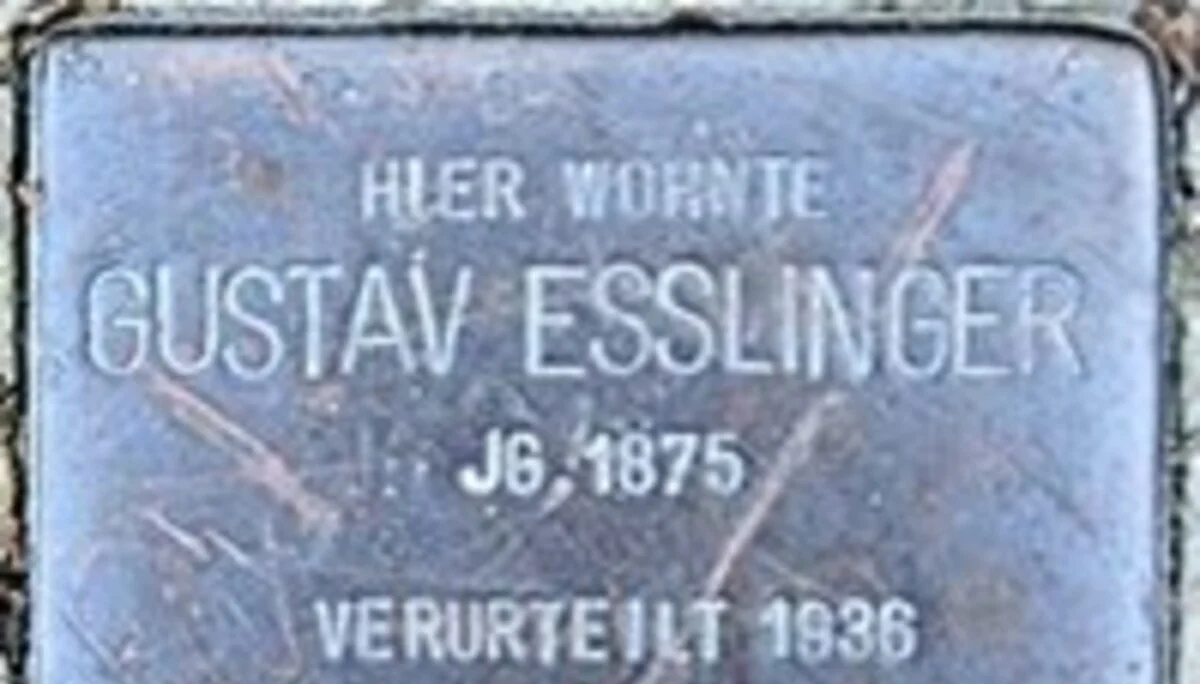 HIER WOHNTE
GUSTAV ESSLINGER
JG. 1875
VERURTEILT 1936